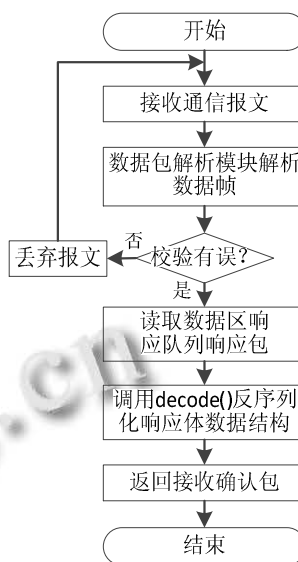 开始
接收通信报文
数据包解析模块解析
数据帧
否
丢弃报文
校验有误?
是
读取数据区响
应队列响应包
调用decode()反序列
化响应体数据结构
返回接收确认包
结束